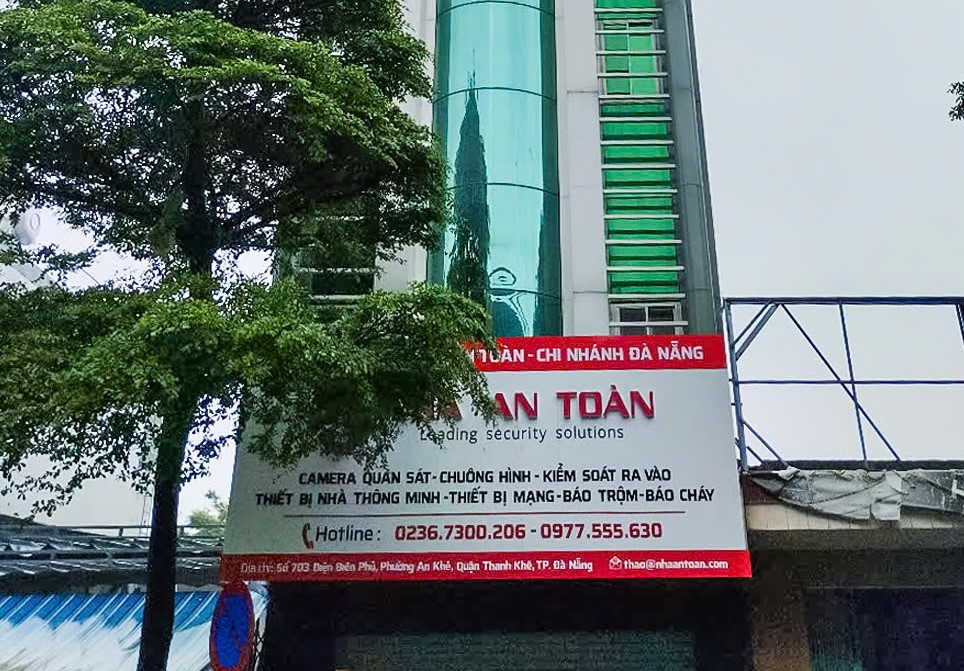 TOÀN - CHI NHÁNH ĐÀ NẴNG
AN TOÀN
Leading security solutions
CAMERA QUAN SÁT-CHUÔNG HÌNH - KIỂM SOÁT RA VÀO
THIẾT BỊ NHÀ THÔNG MINH-THIẾT BỊ MẠNG-BÁO TRỘM-BÁO CHÁY
Hotline: 0236.7300.206 - 0977.555.630
Địa chỉ: Số 703 Điện Biên Phủ, Phường An Khê, Quận Thanh Khê, TP. Đà Nẵng thao@nhaantoan.com